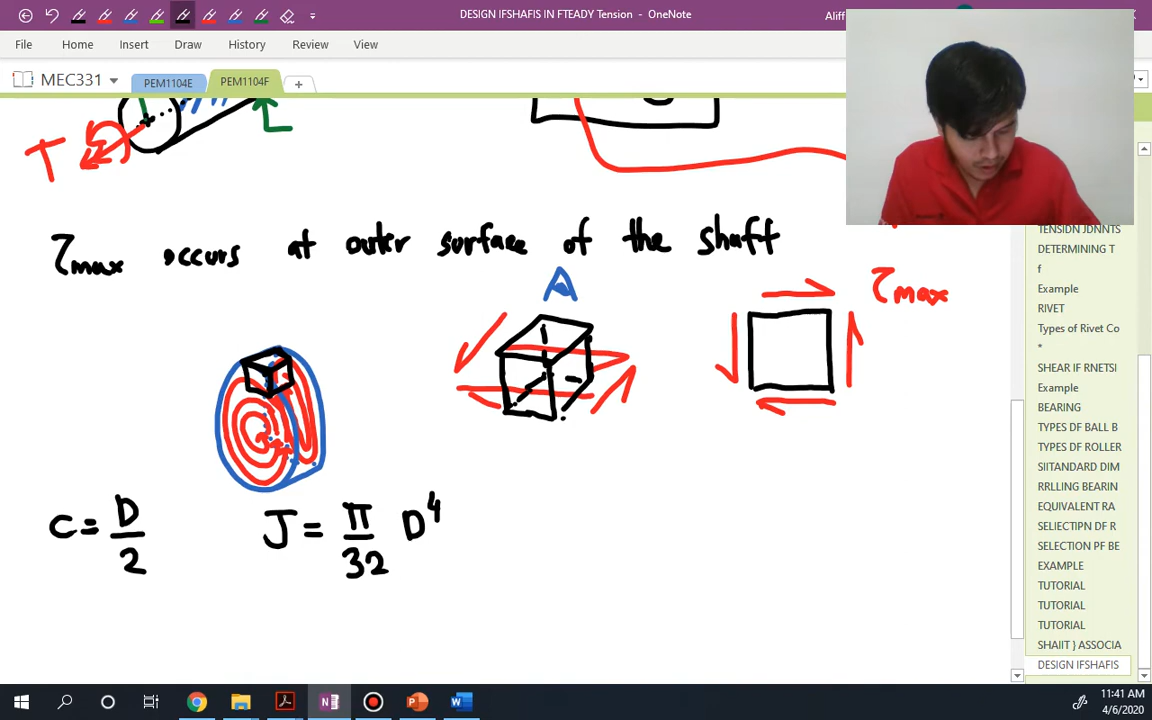 DESIGN IFSHAFIS IN FTEADY Tension - OneNote
Aliff
File Home Insert Draw History Review View
MEC331
PEM1104E
PEM1104F
T
τmax occurs at outer surface of the shaft
A
τmax
C = D/2
J = π/32 D⁴
TENSIDN JDNNTS
DETERMINING T
f
Example
RIVET
Types of Rivet Co
*
SHEAR IF RNETSI
Example
BEARING
TYPES DF BALL B
TYPES DF ROLLER
SIITANDARD DIM
RRLLING BEARIN
EQUIVALENT RA
SELIECTIPN DF R
SELECTION PF BE
EXAMPLE
TUTORIAL
TUTORIAL
TUTORIAL
SHAIIT } ASSOCIA
DESIGN IFSHAFIS
11:41 AM
4/6/2020